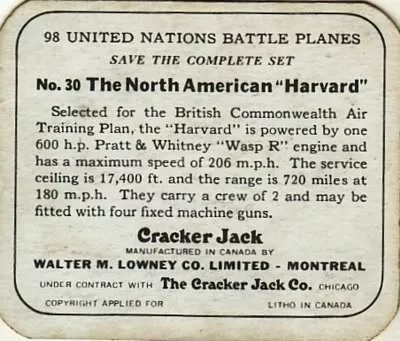 98 UNITED NATIONS BATTLE PLANES
SAVE THE COMPLETE SET
No. 30 The North American "Harvard"
Selected for the British Commonwealth Air
Training Plan, the "Harvard" is powered by one
600 h.p. Pratt & Whitney "Wasp R" engine and
has a maximum speed of 206 m.p.h. The service
ceiling is 17,400 ft. and the range is 720 miles at
180 m.p.h. They carry a crew of 2 and may be
fitted with four fixed machine guns.
Cracker Jack
MANUFACTURED IN CANADA BY
WALTER M. LOWNEY CO. LIMITED - MONTREAL
UNDER CONTRACT WITH The Cracker Jack Co. CHICAGO
COPYRIGHT APPLIED FOR LITHO IN CANADA